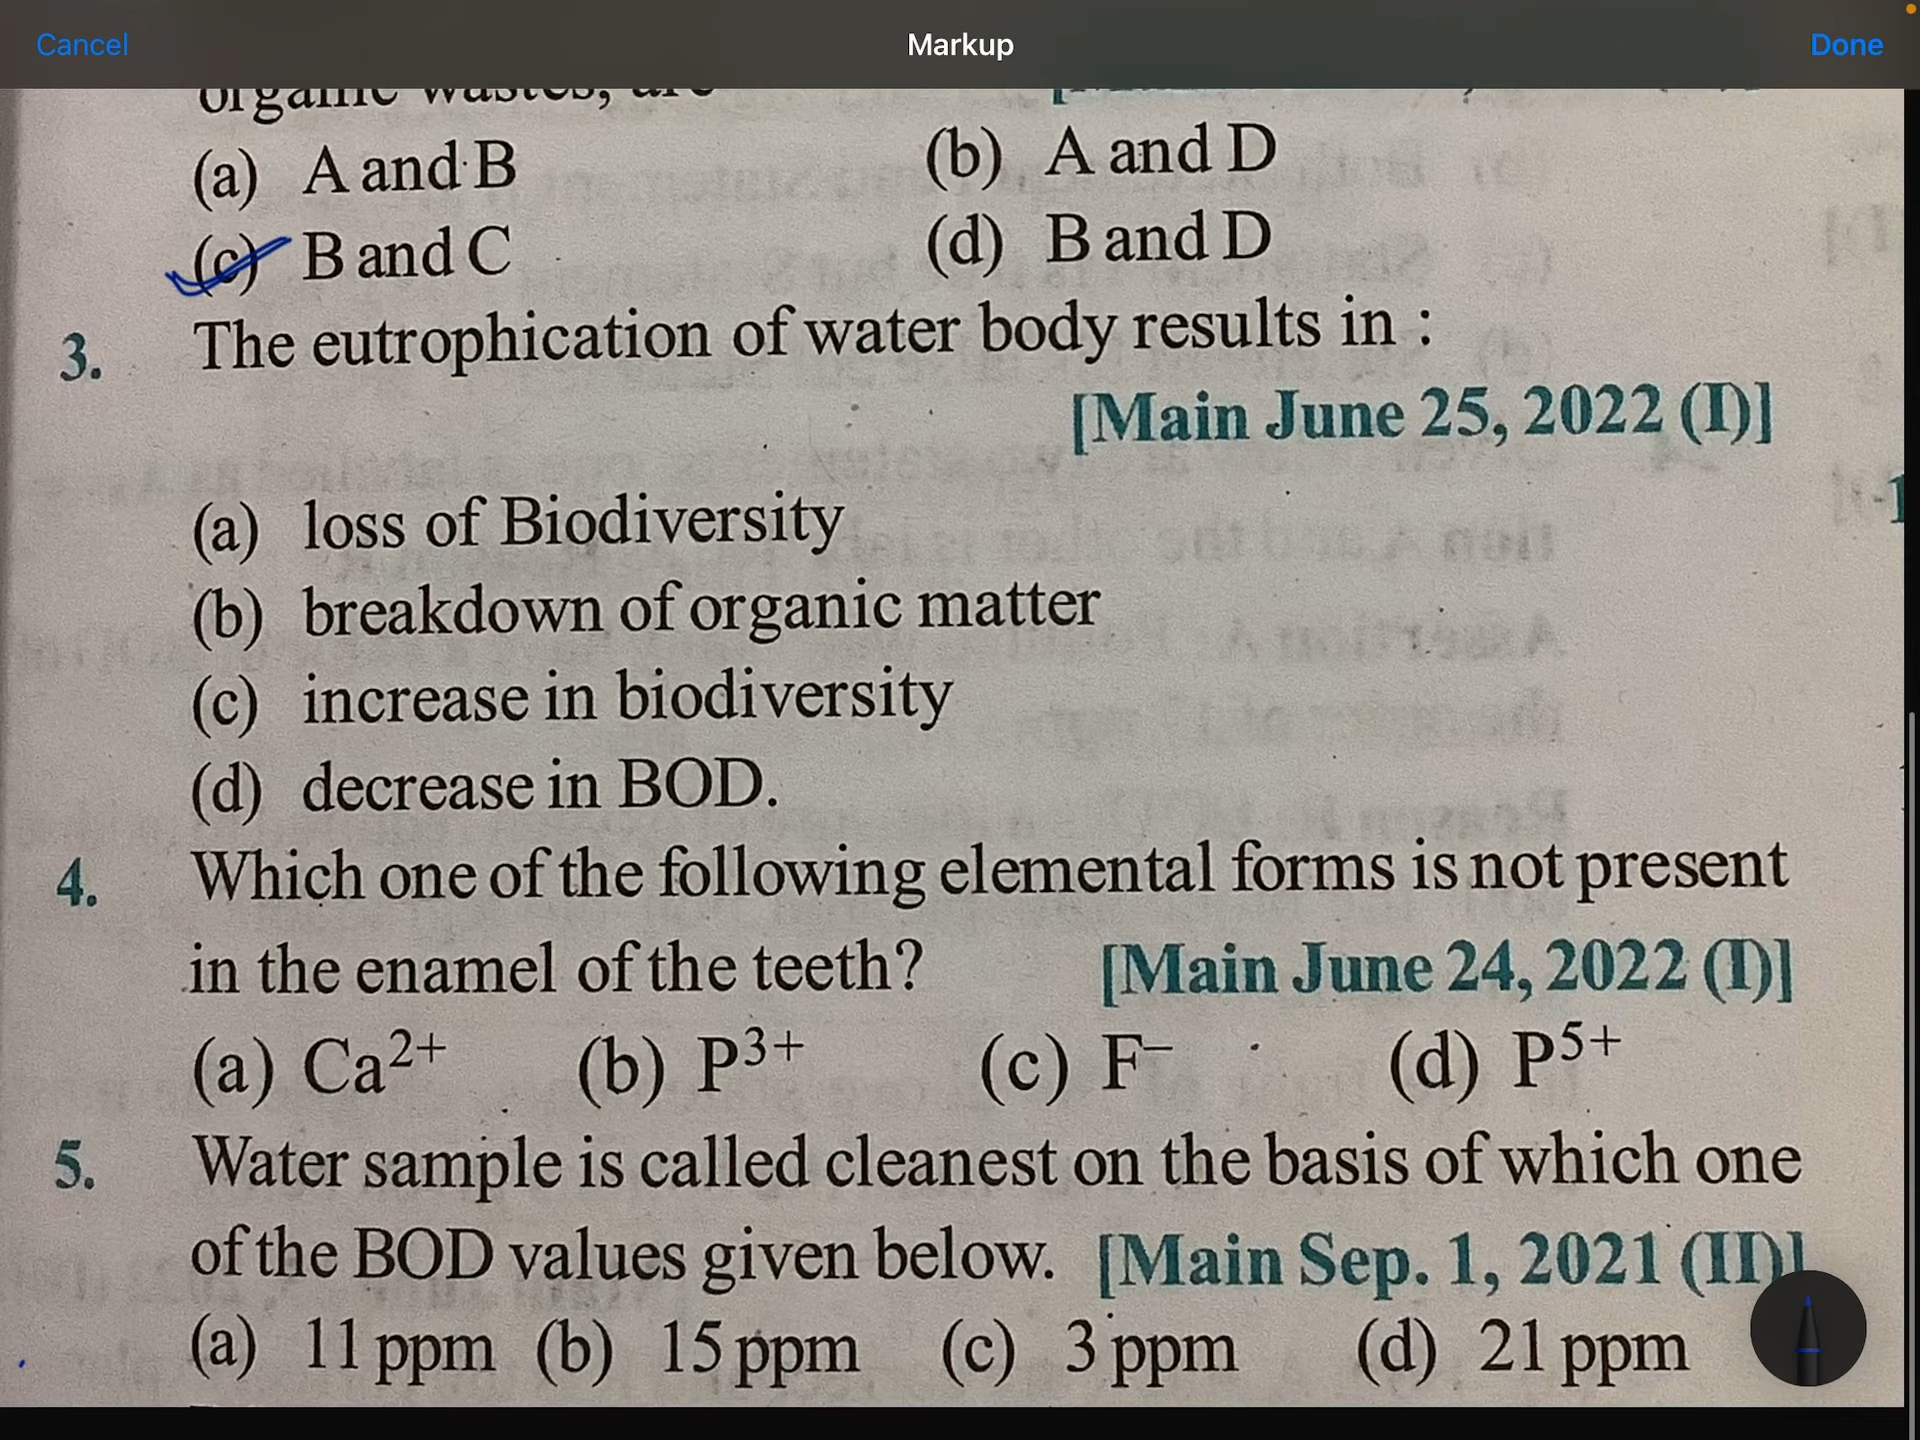 Cancel
Markup
Done
organic wastes, are
(a) A and B (b) A and D
(c) B and C (d) B and D
3. The eutrophication of water body results in :
[Main June 25, 2022 (I)]
(a) loss of Biodiversity
(b) breakdown of organic matter
(c) increase in biodiversity
(d) decrease in BOD.
4. Which one of the following elemental forms is not present
in the enamel of the teeth? [Main June 24, 2022 (I)]
(a) Ca²⁺ (b) P³⁺ (c) F⁻ (d) P⁵⁺
5. Water sample is called cleanest on the basis of which one
of the BOD values given below. [Main Sep. 1, 2021 (II)]
(a) 11 ppm (b) 15 ppm (c) 3 ppm (d) 21 ppm